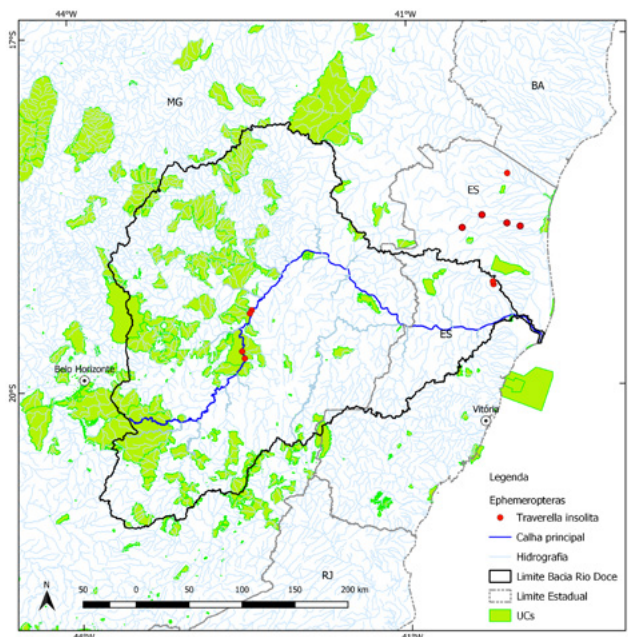 44°W
41°W
17°S
BA
MG
ES
ES
Belo Horizonte
20°S
Vitória
Legenda
Ephemeropteras
Traverella insolita
Calha principal
Hidrografia
Limite Bacia Rio Doce
Limite Estadual
UCs
RJ
N
50 0 50 100 150 200 km